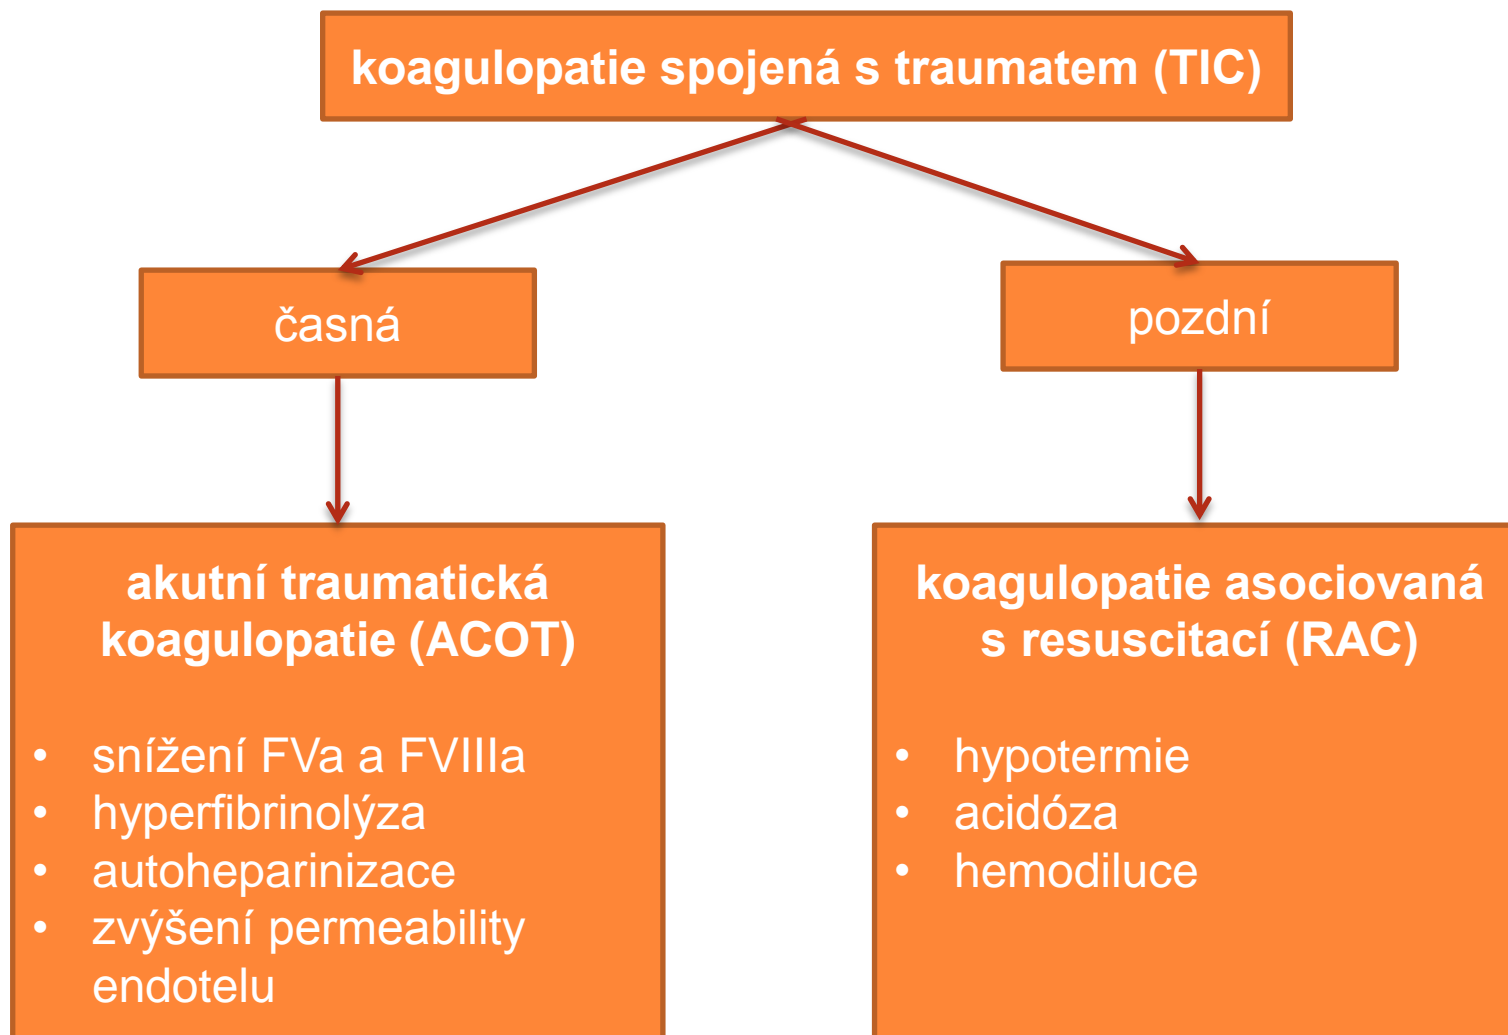 koagulopatie spojená s traumatem (TIC)
časná
pozdní
akutní traumatická
koagulopatie (ACOT)
• snížení FVa a FVIIIa
• hyperfibrinolýza
• autoheparinizace
• zvýšení permeability
endotelu
koagulopatie asociovaná
s resuscitací (RAC)
• hypotermie
• acidóza
• hemodiluce